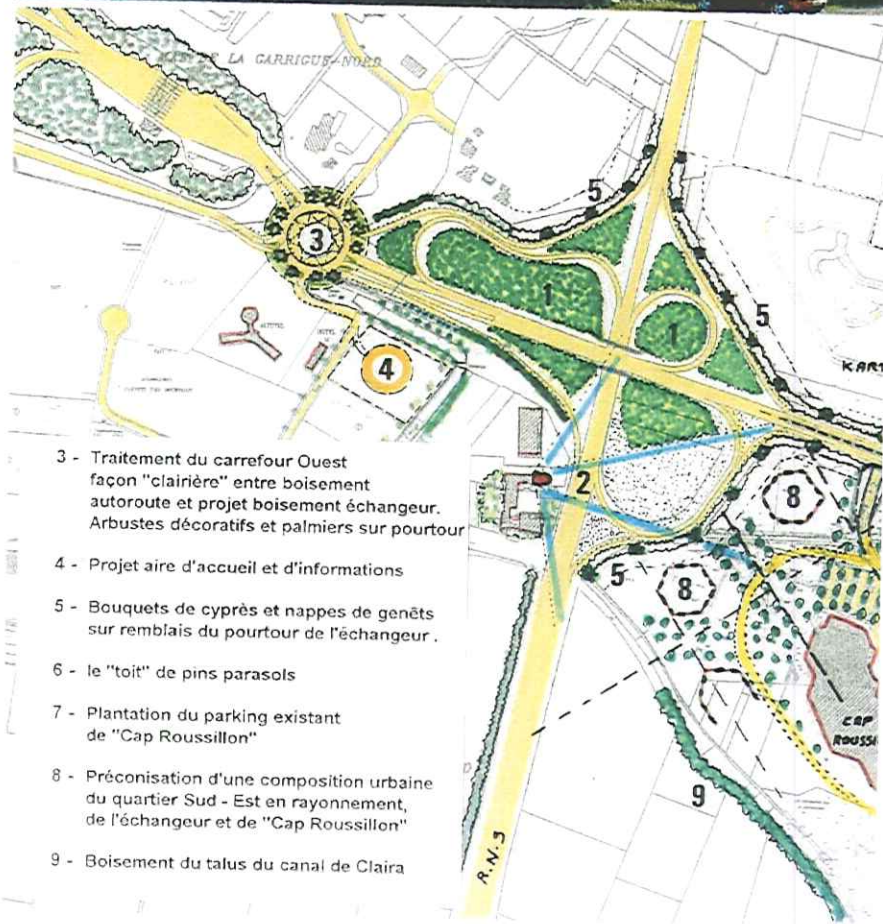 LA GARRIGUE-NORD
5
3
1
5
1
KART
4
3 - Traitement du carrefour Ouest
façon "clairière" entre boisement
autoroute et projet boisement échangeur.
Arbustes décoratifs et palmiers sur pourtour
2
8
4 - Projet aire d'accueil et d'informations
5
8
5 - Bouquets de cyprès et nappes de genêts
sur remblais du pourtour de l'échangeur .
6 - le "toit" de pins parasols
7 - Plantation du parking existant
de "Cap Roussillon"
CAP
ROUSSI
8 - Préconisation d'une composition urbaine
du quartier Sud - Est en rayonnement,
de l'échangeur et de "Cap Roussillon"
9
9 - Boisement du talus du canal de Claira
R.N.9